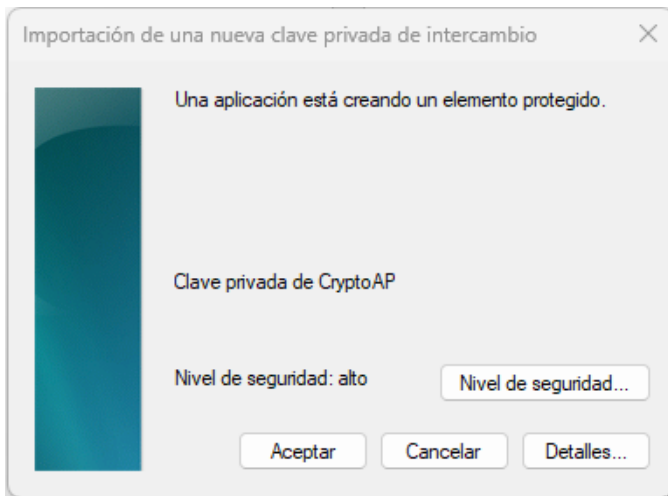 Importación de una nueva clave privada de intercambio
Una aplicación está creando un elemento protegido.
Clave privada de CryptoAP
Nivel de seguridad: alto
Nivel de seguridad...
Aceptar
Cancelar
Detalles...